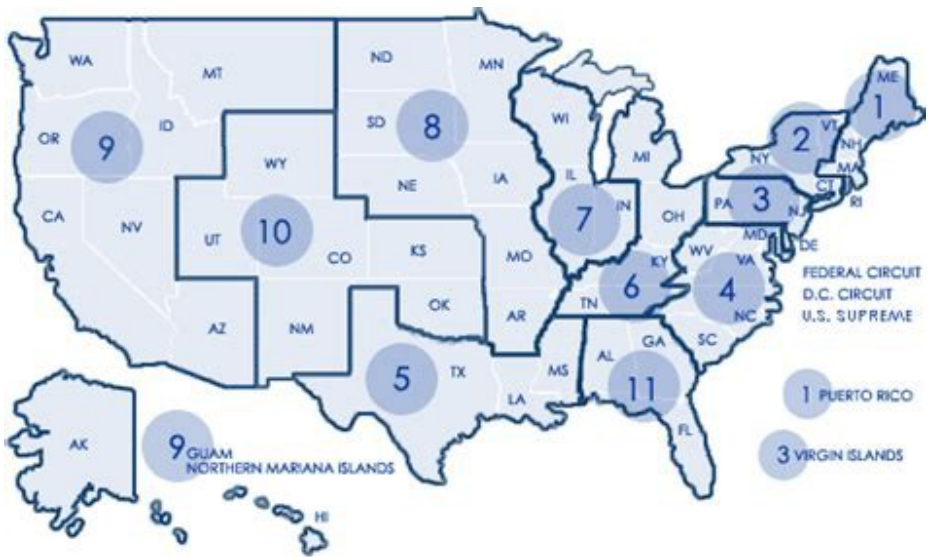 WA
MT
ND
MN
ME
1
OR
9
ID
SD
8
WI
MI
2
VT
NH
NY
MA
WY
NE
IA
IL
IN
OH
PA
3
NJ
CT
RI
CA
NV
UT
10
CO
KS
MO
7
KY
WV
MD
VA
DE
6
4
FEDERAL CIRCUIT
D.C. CIRCUIT
U.S. SUPREME
AZ
NM
OK
AR
TN
NC
SC
5
TX
LA
MS
AL
GA
11
FL
1 PUERTO RICO
3 VIRGIN ISLANDS
AK
9 GUAM
NORTHERN MARIANA ISLANDS
HI